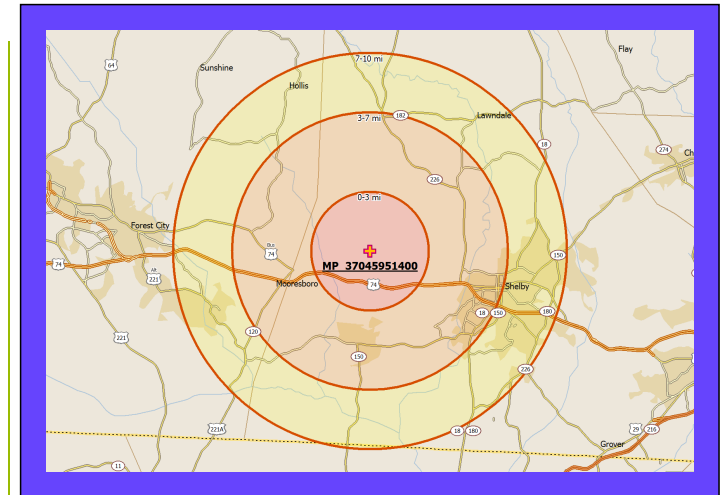 Flay
7-10 mi
64
Sunshine
Hollis
3-7 mi
182
Lawndale
18
274
Ch
226
0-3 mi
Forest City
Bus
74
150
74
MP_37045951400
Alt
221
Mooresboro
74
Shelby
18
150
180
221
120
150
226
221A
18
180
29
216
Grover
11